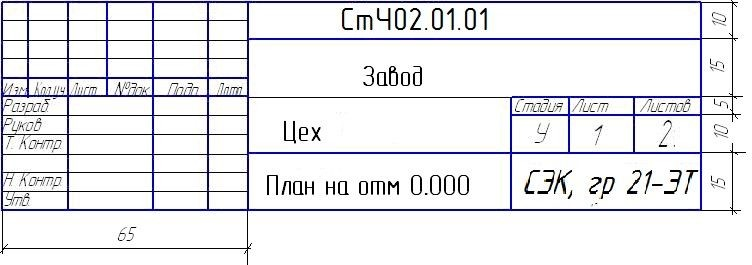 СтЧ02.01.01
10
Завод
15
Изм. Кол.уч Лист №док Подп. Дата
Разраб
Стадия Лист Листов
5
Руков
Цех
У 1 2.
10
Т. Контр.
План на отм 0.000
СЭК, гр 21-ЭТ
15
Н. Контр.
Утв.
65